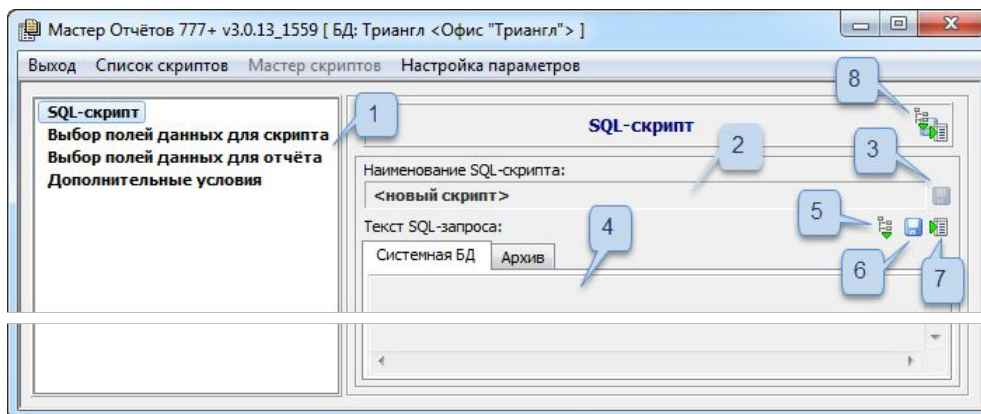 Мастер Отчётов 777+ v3.0.13_1559 [ БД: Триангл <Офис "Триангл"> ]
Выход Список скриптов Мастер скриптов Настройка параметров
8
SQL-скрипт
Выбор полей данных для скрипта
Выбор полей данных для отчёта
Дополнительные условия
1
SQL-скрипт
2
3
Наименование SQL-скрипта:
<новый скрипт>
Текст SQL-запроса:
4
5
Системная БД Архив
6
7